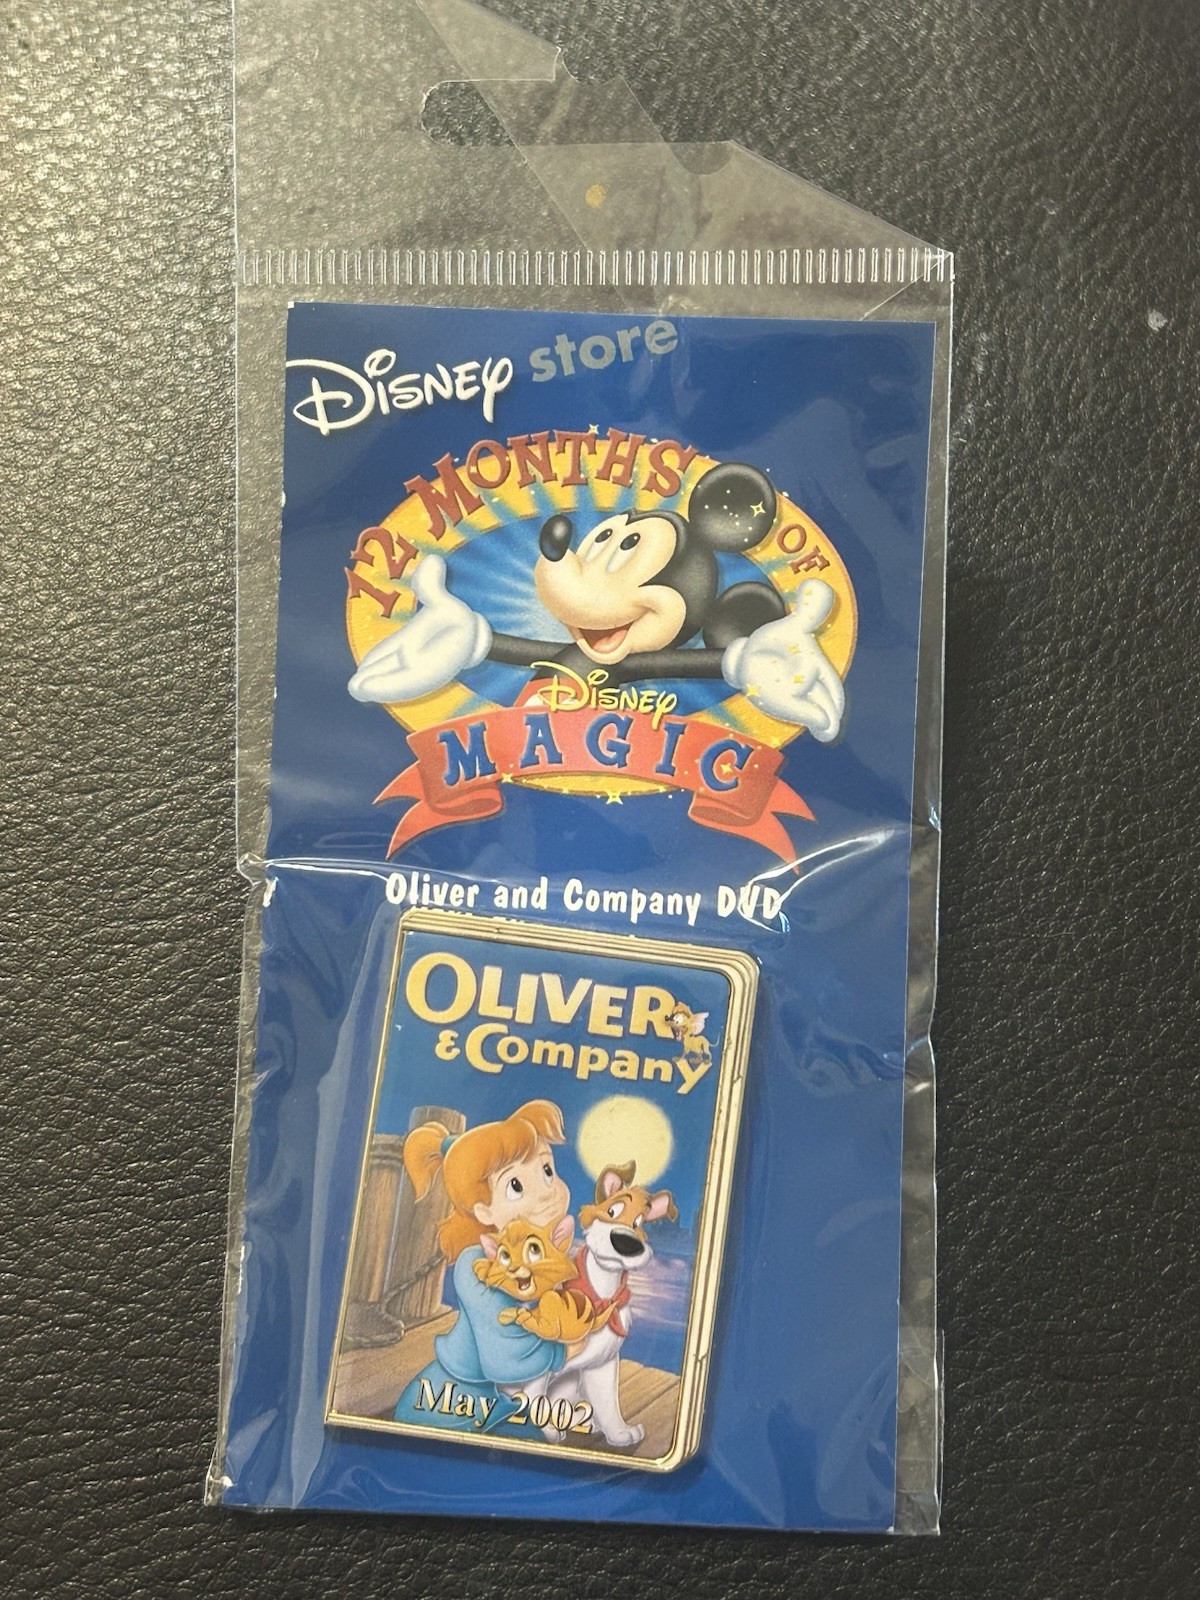 Disney store
12 MONTHS OF
Disney
MAGIC
Oliver and Company DVD
OLIVER
& Company
May 2002